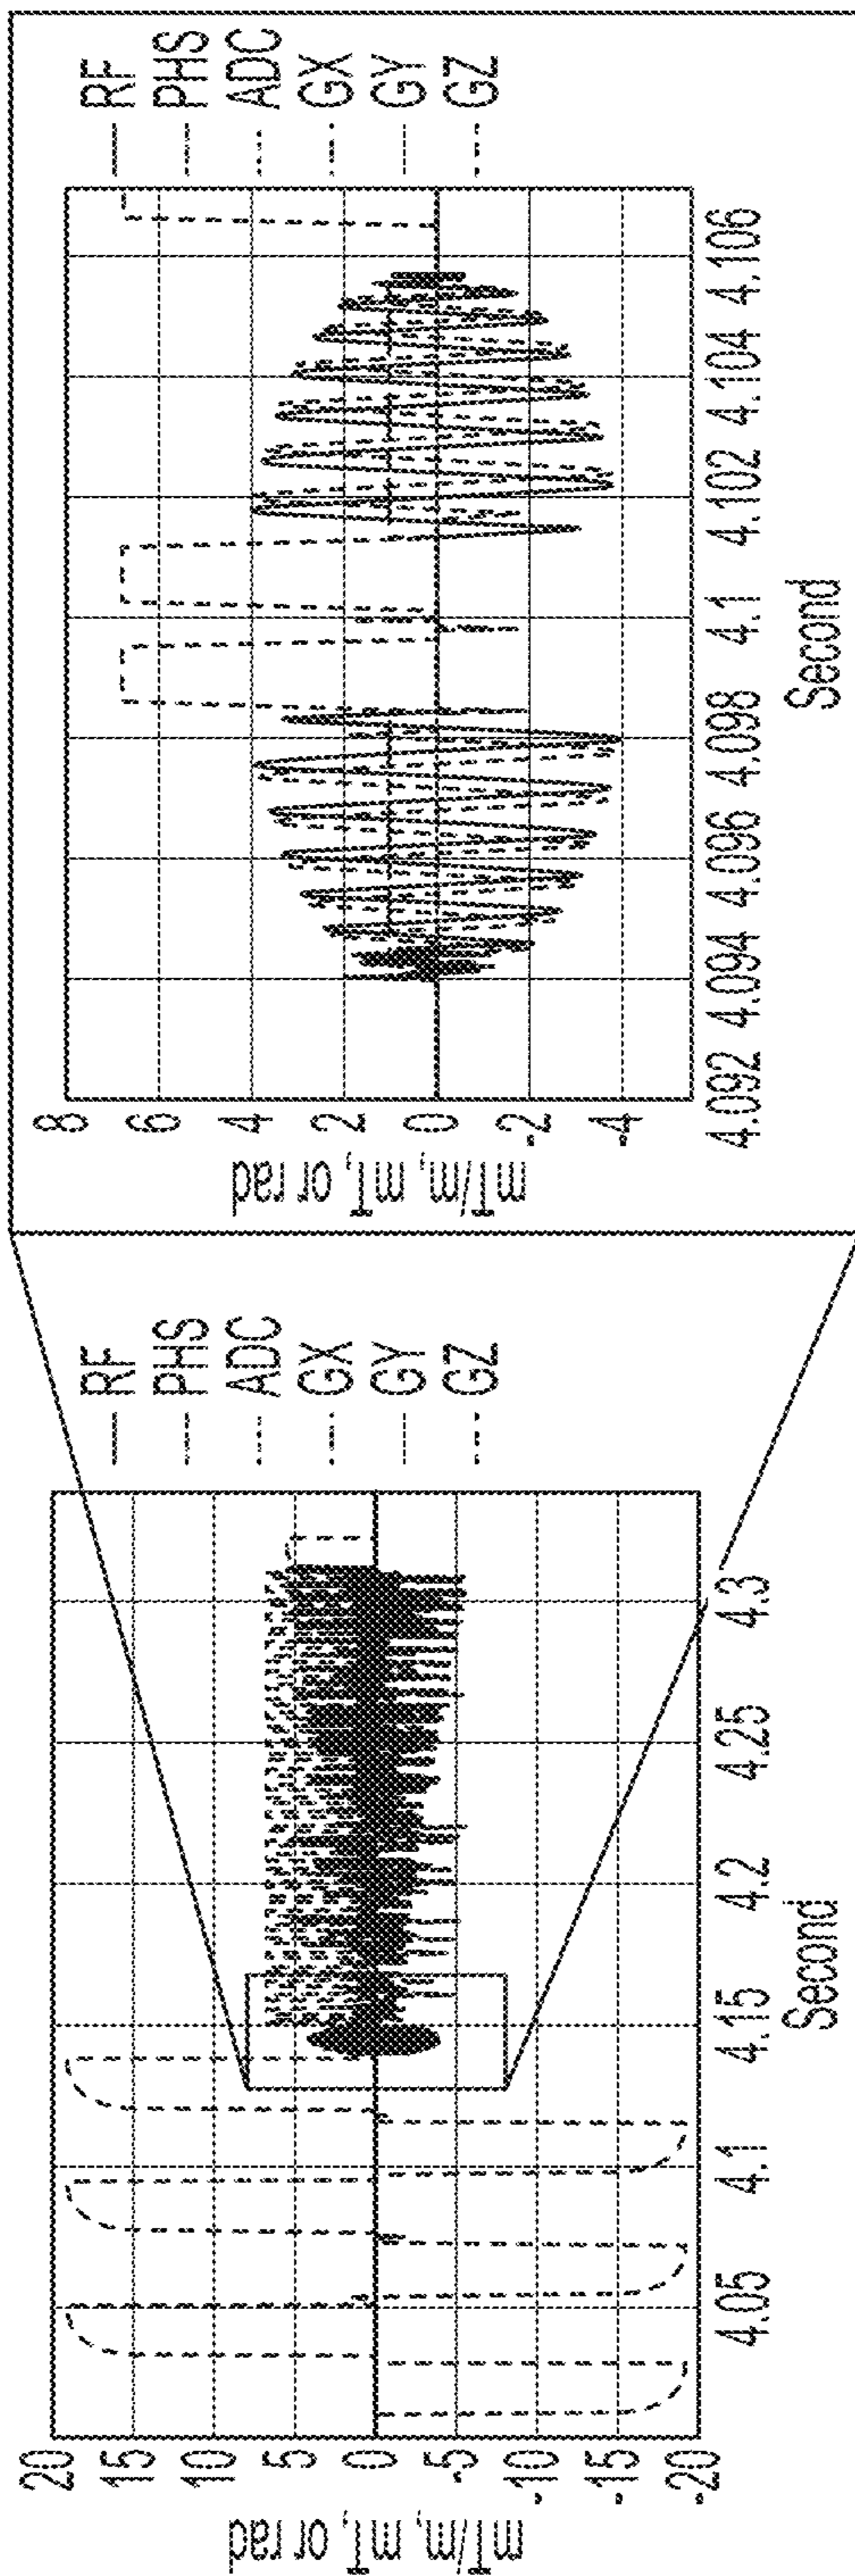 mT/m, mT, or rad
20
15
10
5
0
-5
-10
-15
-20
4.05
4.1
4.15
4.2
4.25
4.3
Second
RF
PHS
ADC
GX
GY
GZ
mT/m, mT, or rad
8
6
4
2
0
-2
-4
4.092
4.094
4.096
4.098
4.1
4.102
4.104
4.106
Second
RF
PHS
ADC
GX
GY
GZ